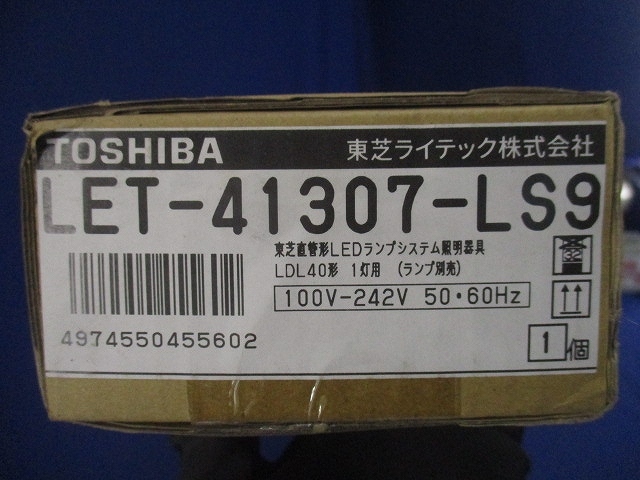 TOSHIBA 東芝ライテック株式会社
LET-41307-LS9
東芝直管形LEDランプシステム照明器具
LDL40形 1灯用 (ランプ別売)
100V-242V 50・60Hz
4974550455602
1個